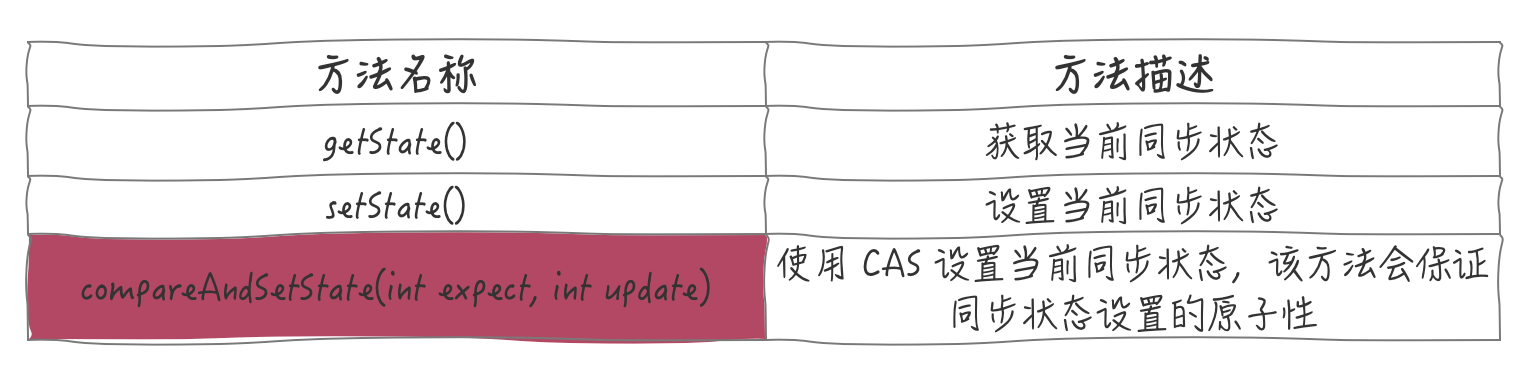 方法名称
方法描述
getState()
获取当前同步状态
setState()
设置当前同步状态
compareAndSetState(int expect, int update)
使用 CAS 设置当前同步状态，该方法会保证
同步状态设置的原子性